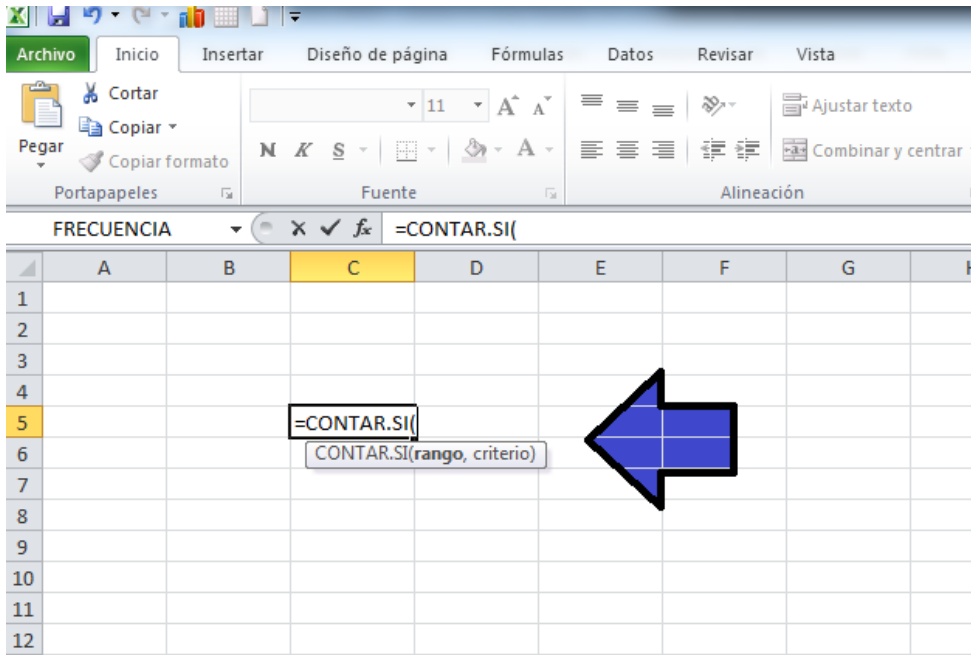 Archivo Inicio Insertar Diseño de página Fórmulas Datos Revisar Vista
Pegar
Cortar
Copiar
Copiar formato
Portapapeles
11 A A
N K S A
Fuente
Ajustar texto
Combinar y centrar
Alineación
FRECUENCIA fx =CONTAR.SI(
A B C D E F G
1
2
3
4
5 =CONTAR.SI(
6 CONTAR.SI(rango, criterio)
7
8
9
10
11
12